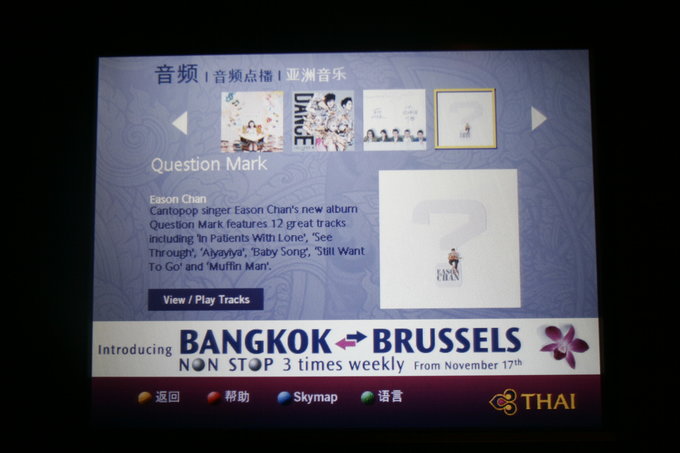 音频 | 音频点播 | 亚洲音乐
DANCE
Question Mark
Eason Chan
Cantopop singer Eason Chan's new album
Question Mark features 12 great tracks
including 'In Patients With Lone', 'See
Through', 'Aiyayiya', 'Baby Song', 'Still Want
To Go' and 'Muffin Man'.
?
EASON
CHAN
View / Play Tracks
Introducing BANGKOK BRUSSELS
NON STOP 3 times weekly From November 17th
返回 帮助 Skymap 语言 THAI